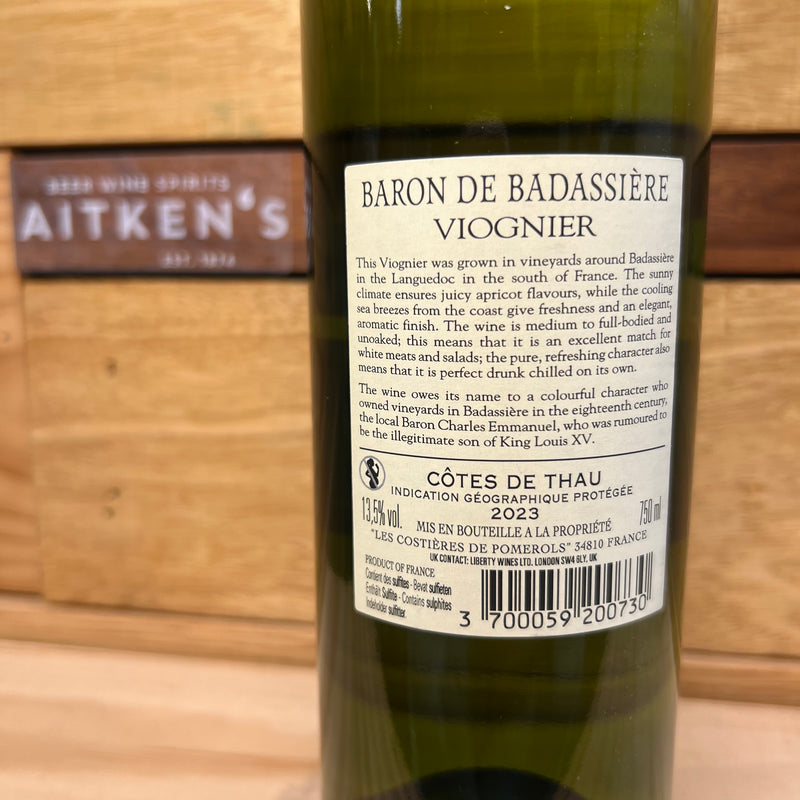 BEER WINE SPIRITS
AITKEN'S
EST. 1874
BARON DE BADASSIÈRE
VIOGNIER
This Viognier was grown in vineyards around Badassière
in the Languedoc in the south of France. The sunny
climate ensures juicy apricot flavours, while the cooling
sea breezes from the coast give freshness and an elegant,
aromatic finish. The wine is medium to full-bodied and
unoaked; this means that it is an excellent match for
white meats and salads; the pure, refreshing character also
means that it is perfect drunk chilled on its own.
The wine owes its name to a colourful character who
owned vineyards in Badassière in the eighteenth century,
the local Baron Charles Emmanuel, who was rumoured to
be the illegitimate son of King Louis XV.
CÔTES DE THAU
INDICATION GÉOGRAPHIQUE PROTÉGÉE
2023
13,5% vol.
750 ml
MIS EN BOUTEILLE A LA PROPRIÉTÉ
"LES COSTIÈRES DE POMEROLS" 34810 FRANCE
UK CONTACT: LIBERTY WINES LTD. LONDON SW4 6LY. UK
PRODUCT OF FRANCE
Contient des sulfites - Bevat sulfieten
Enthält Sulfite - Contains sulphites
Indeholder sulfitter
3 700059 200730